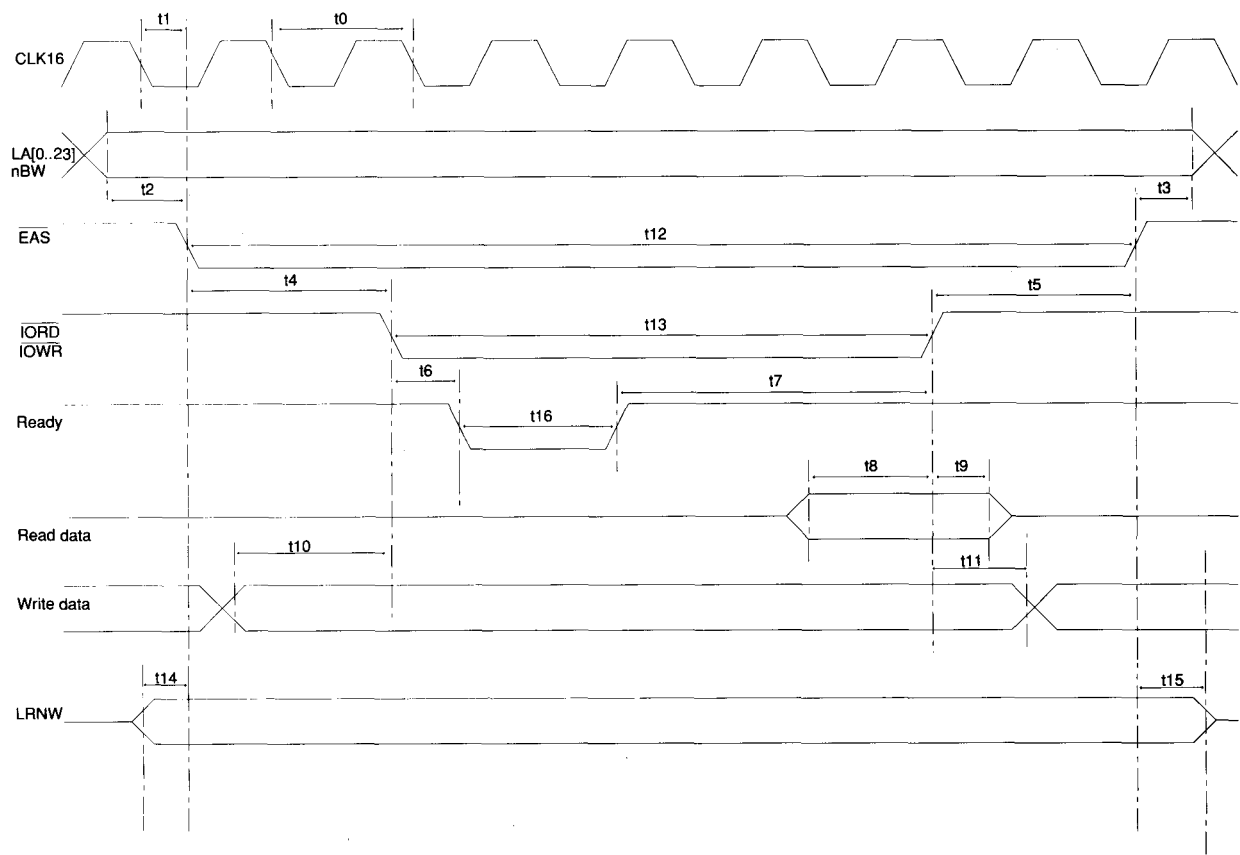 t1
t0
CLK16
LA[0..23]
nBW
t2
t3
EAS
t12
t4
t5
IORD
IOWR
t13
t6
t7
Ready
t16
t8
t9
Read data
t10
t11
Write data
t14
t15
LRNW